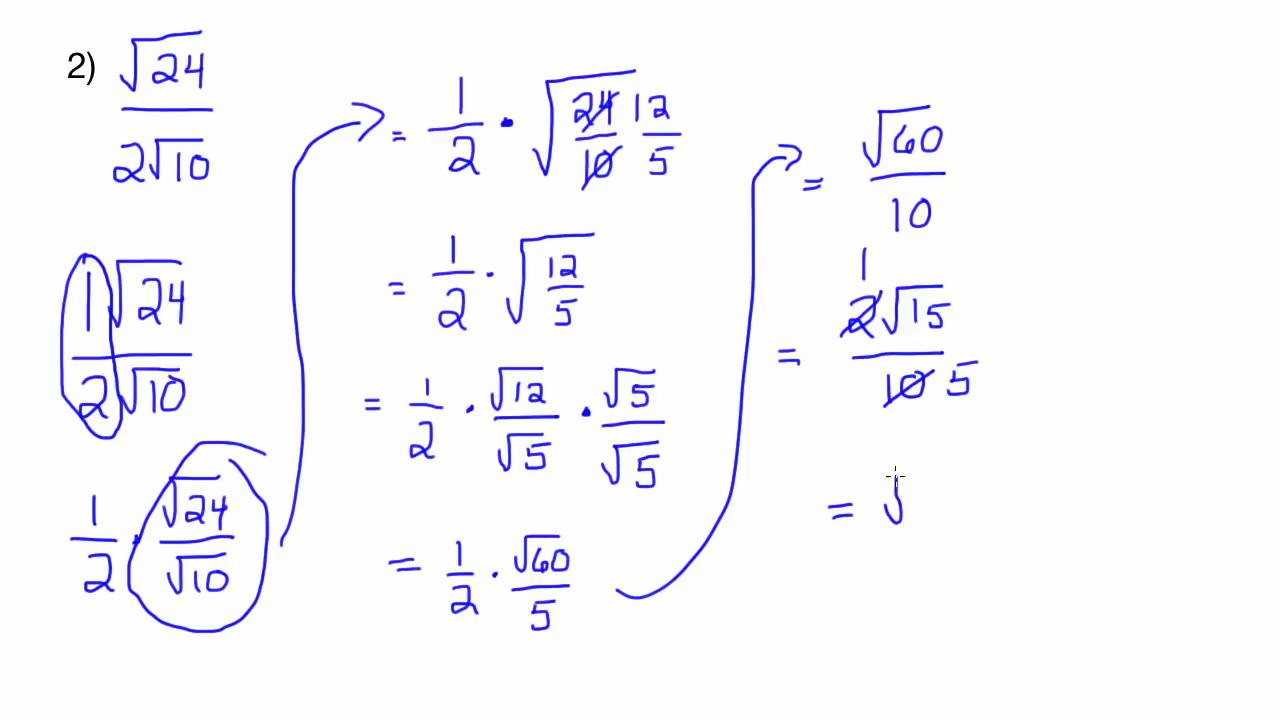 2) √24 / 2√10
1√24 / 2√10
1/2 · √24/√10
= 1/2 · √(24/10) 12/5
= 1/2 · √(12/5)
= 1/2 · √12/√5 · √5/√5
= 1/2 · √60/5
= √60/10
1
= 2√15 / 10 5
= √